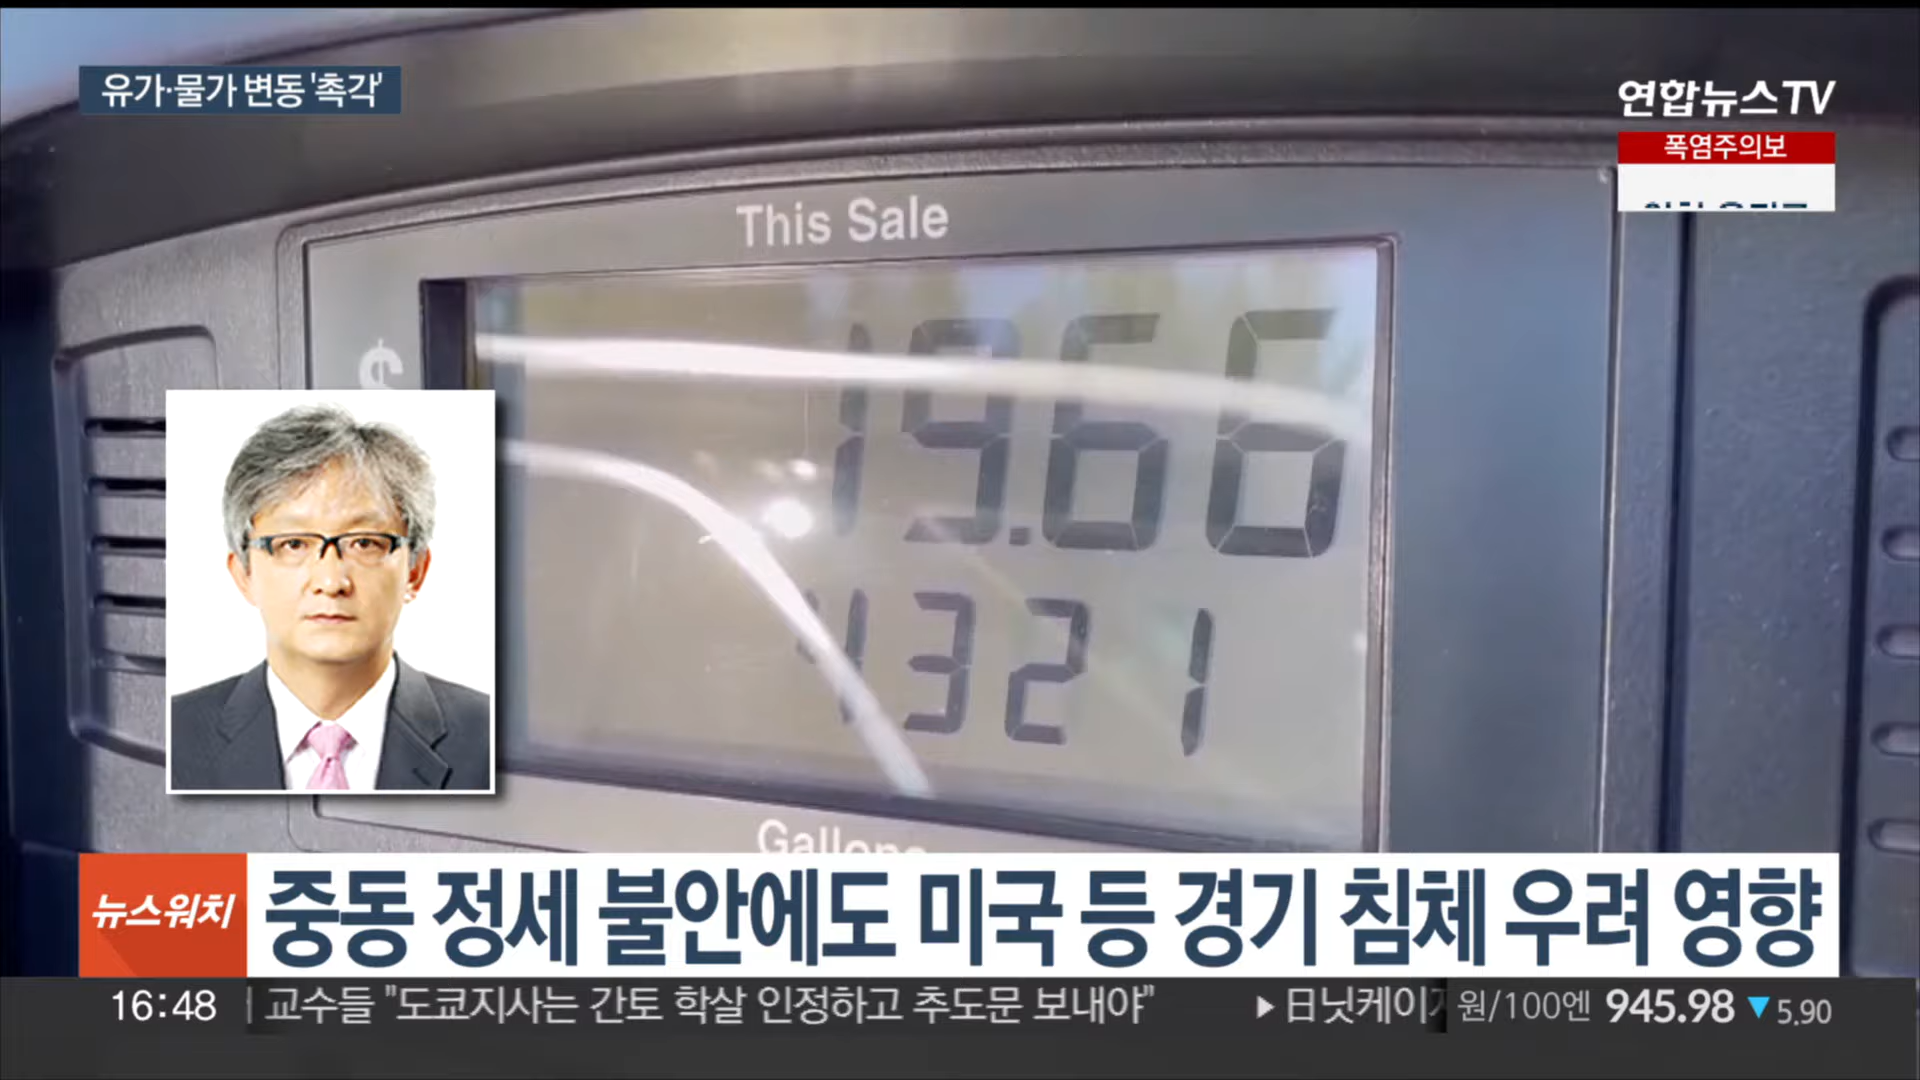 유가·물가 변동 '촉각'
연합뉴스TV
폭염주의보
This Sale
$
19.66
4321
Gallons
뉴스워치
중동 정세 불안에도 미국 등 경기 침체 우려 영향
16:48
교수들 "도쿄지사는 간토 학살 인정하고 추도문 보내야"
▶日닛케이
원/100엔 945.98 ▼5.90